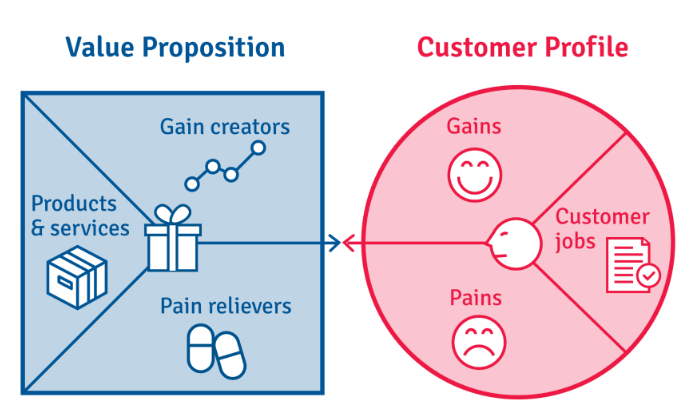 Value Proposition
Customer Profile
Gain creators
Products
& services
Pain relievers
Gains
Customer
jobs
Pains